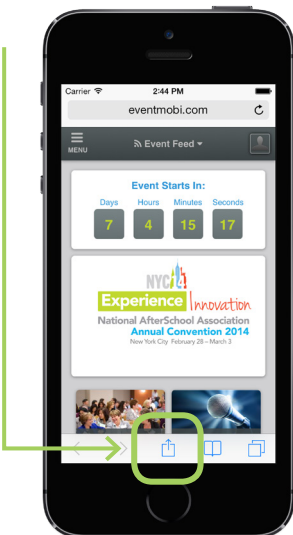 Carrier 2:44 PM
eventmobi.com
MENU Event Feed
Event Starts In:
Days Hours Minutes Seconds
7 4 15 17
NYC 14
Experience Innovation
National AfterSchool Association
Annual Convention 2014
New York City February 28 – March 3